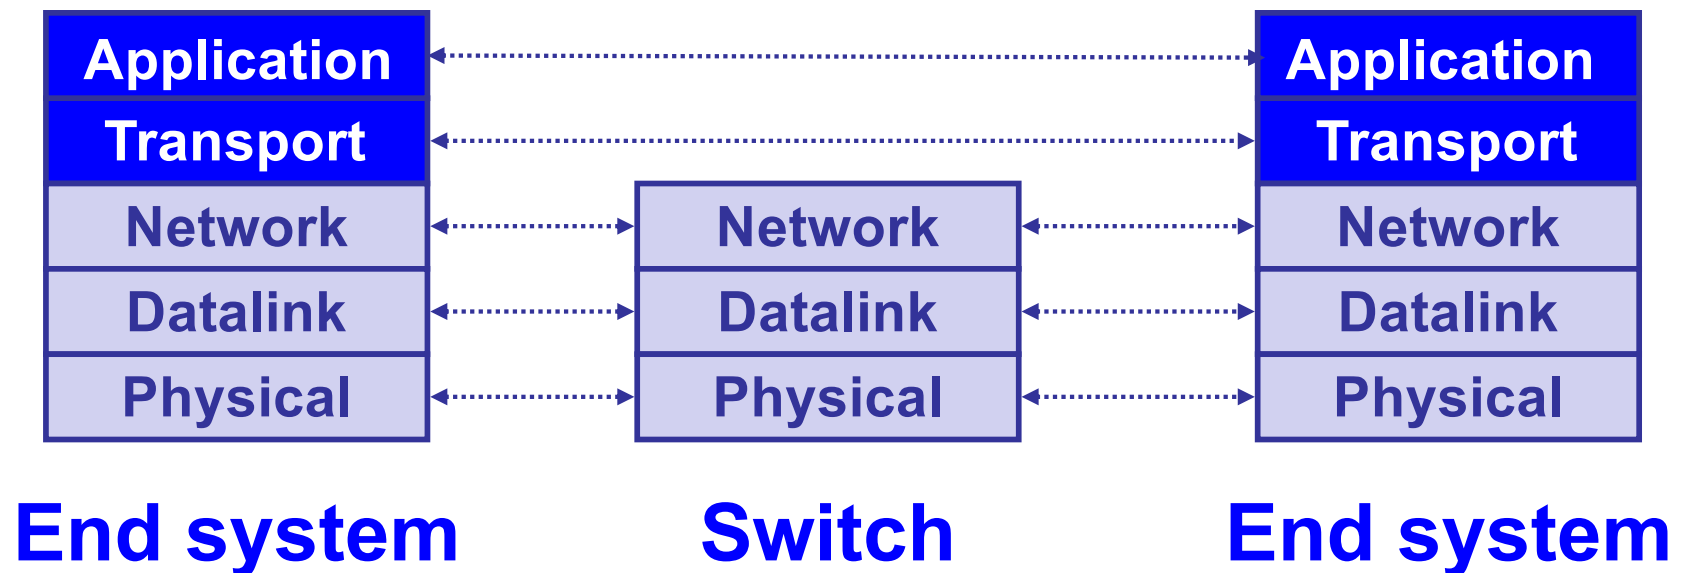 Application
Application
Transport
Transport
Network
Network
Network
Datalink
Datalink
Datalink
Physical
Physical
Physical
End system
Switch
End system